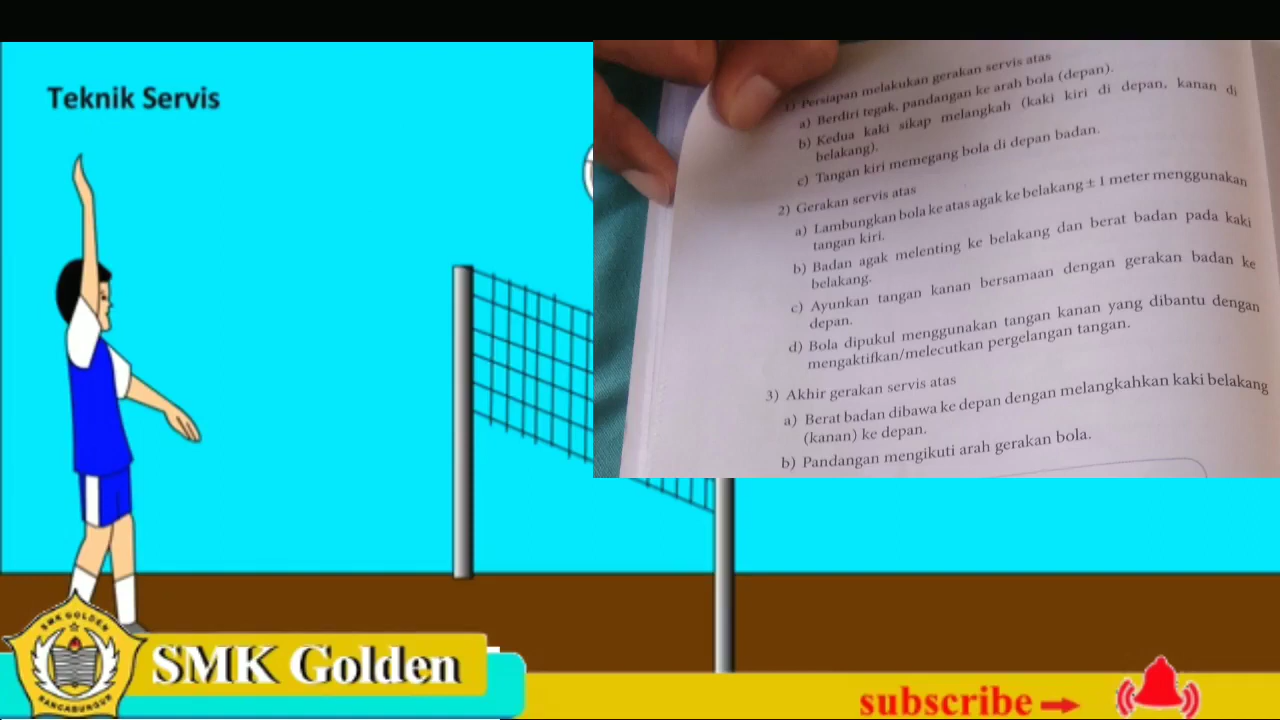 Teknik Servis
1) Persiapan melakukan gerakan servis atas
a) Berdiri tegak, pandangan ke arah bola (depan).
b) Kedua kaki sikap melangkah (kaki kiri di depan, kanan di
belakang).
c) Tangan kiri memegang bola di depan badan.
2) Gerakan servis atas
a) Lambungkan bola ke atas agak ke belakang ± 1 meter menggunakan
tangan kiri.
b) Badan agak melenting ke belakang dan berat badan pada kaki
belakang.
c) Ayunkan tangan kanan bersamaan dengan gerakan badan ke
depan.
d) Bola dipukul menggunakan tangan kanan yang dibantu dengan
mengaktifkan/melecutkan pergelangan tangan.
3) Akhir gerakan servis atas
a) Berat badan dibawa ke depan dengan melangkahkan kaki belakang
(kanan) ke depan.
b) Pandangan mengikuti arah gerakan bola.
SMK GOLDEN
RANCABUNGUR
SMK Golden
subscribe